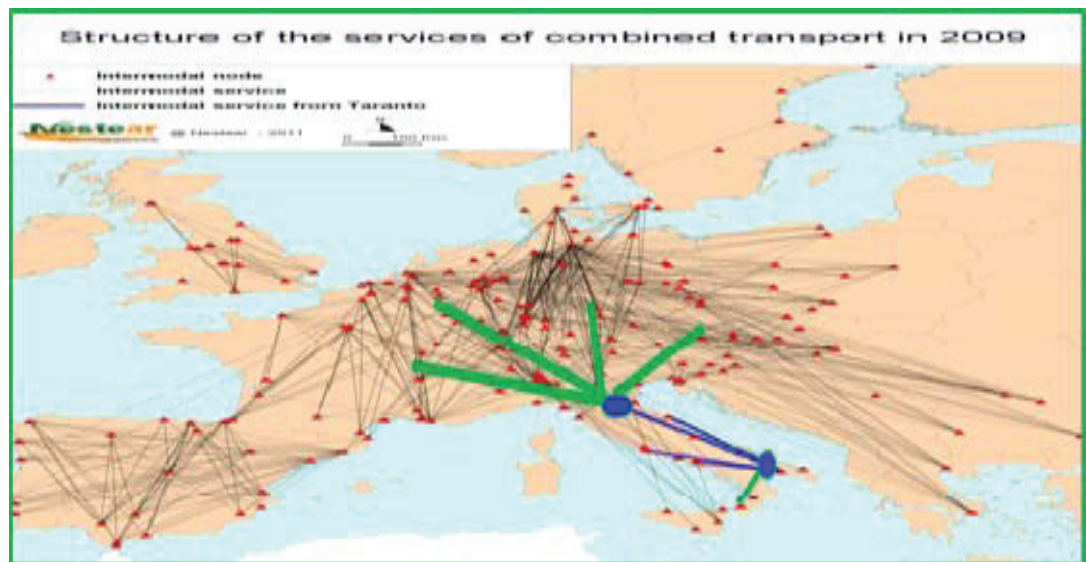 Structure of the services of combined transport in 2009
Intermodal node
Intermodal service
Intermodal service from Taranto
Nestear
© Nestear - 2011